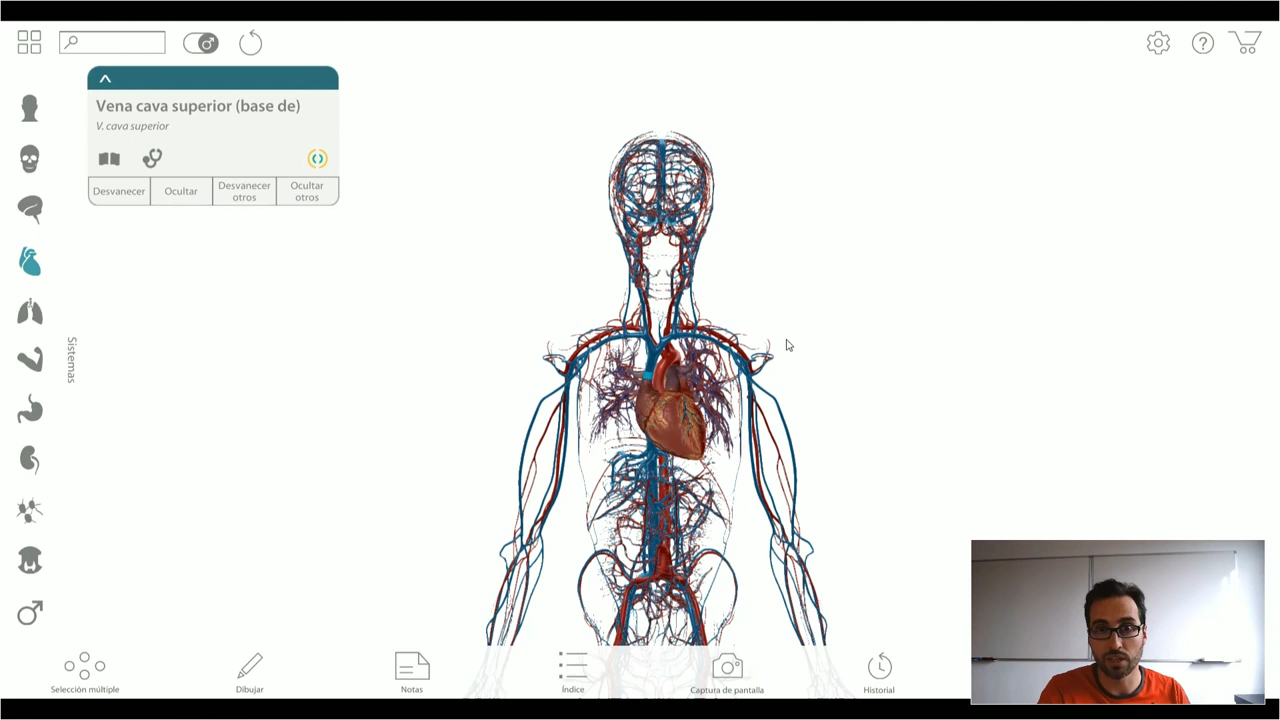 Vena cava superior (base de)
V. cava superior
Desvanecer
Ocultar
Desvanecer
otros
Ocultar
otros
Sistemas
Selección múltiple
Dibujar
Notas
Índice
Captura de pantalla
Historial